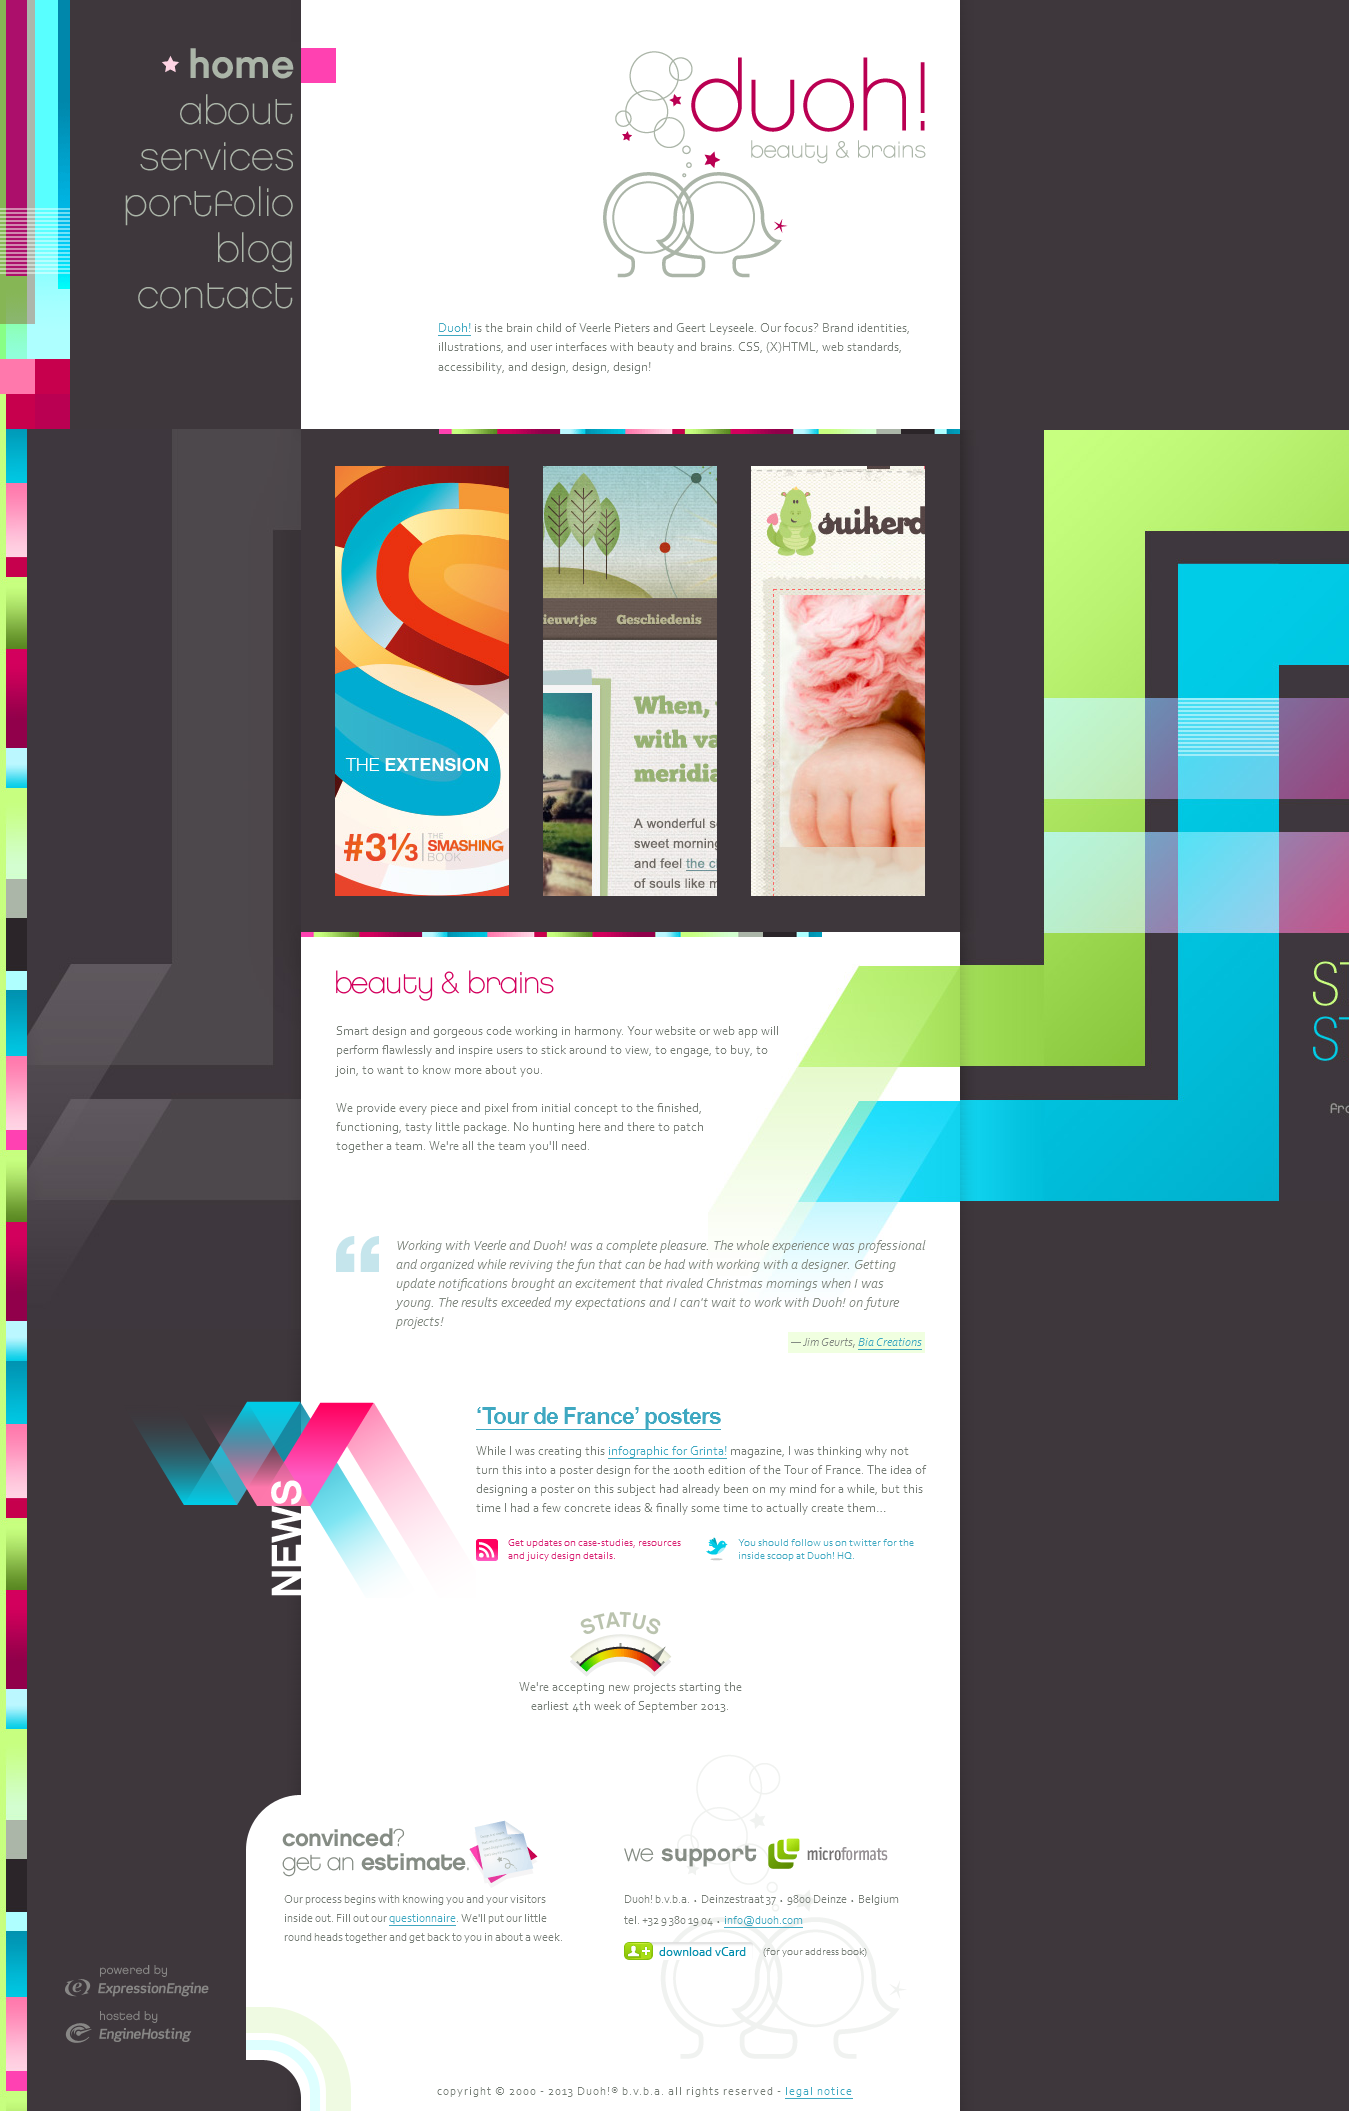 home
about
services
portfolio
blog
contact
duoh!
beauty & brains
Duoh! is the brain child of Veerle Pieters and Geert Leyseele. Our focus? Brand identities,
illustrations, and user interfaces with beauty and brains. CSS, (X)HTML, web standards,
accessibility, and design, design, design!
THE EXTENSION
#3⅓
THE
SMASHING
BOOK
ieuwtjes Geschiedenis
When,
with va
meridia
A wonderful s
sweet morning
and feel the c
of souls like m
suikerd
beauty & brains
Smart design and gorgeous code working in harmony. Your website or web app will
perform flawlessly and inspire users to stick around to view, to engage, to buy, to
join, to want to know more about you.
We provide every piece and pixel from initial concept to the finished,
functioning, tasty little package. No hunting here and there to patch
together a team. We're all the team you'll need.
ST
ST
fro
“
Working with Veerle and Duoh! was a complete pleasure. The whole experience was professional
and organized while reviving the fun that can be had with working with a designer. Getting
update notifications brought an excitement that rivaled Christmas mornings when I was
young. The results exceeded my expectations and I can't wait to work with Duoh! on future
projects!
— Jim Geurts, Bia Creations
NEWS
‘Tour de France’ posters
While I was creating this infographic for Grinta! magazine, I was thinking why not
turn this into a poster design for the 100th edition of the Tour of France. The idea of
designing a poster on this subject had already been on my mind for a while, but this
time I had a few concrete ideas & finally some time to actually create them…
Get updates on case-studies, resources
and juicy design details.
You should follow us on twitter for the
inside scoop at Duoh! HQ.
STATUS
We're accepting new projects starting the
earliest 4th week of September 2013.
convinced?
get an estimate.
Our process begins with knowing you and your visitors
inside out. Fill out our questionnaire. We'll put our little
round heads together and get back to you in about a week.
we support microformats
Duoh! b.v.b.a. • Deinzestraat 37 • 9800 Deinze • Belgium
tel. +32 9 380 19 04 • info@duoh.com
download vCard (for your address book)
powered by
ExpressionEngine
hosted by
EngineHosting
copyright © 2000 - 2013 Duoh!® b.v.b.a. all rights reserved - legal notice